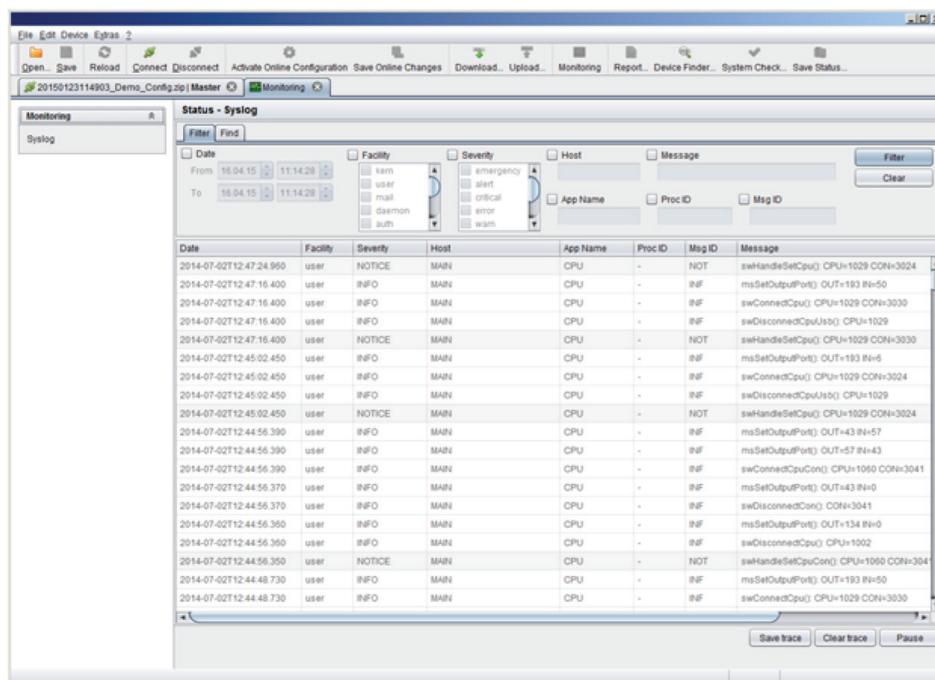 File Edit Device Extras ?
Open... Save Reload Connect Disconnect Activate Online Configuration Save Online Changes Download... Upload... Monitoring Report... Device Finder... System Check... Save Status...
20150123114903_Demo_Config.zip | Master Monitoring
Monitoring
Syslog
Status - Syslog
Filter Find
Date Facility Severity Host Message Filter
From 16.04.15 11:14:28 kern emergency
user alert Clear
To 16.04.15 11:14:28 mail critical App Name Proc ID Msg ID
daemon error
auth warn
Date Facility Severity Host App Name Proc ID Msg ID Message
2014-07-02T12:47:24.960 user NOTICE MAIN CPU - NOT swHandleSetCpu(): CPU=1029 CON=3024
2014-07-02T12:47:16.400 user INFO MAIN CPU - INF msSetOutputPort(): OUT=193 IN=50
2014-07-02T12:47:16.400 user INFO MAIN CPU - INF swConnectCpu(): CPU=1029 CON=3030
2014-07-02T12:47:16.400 user INFO MAIN CPU - INF swDisconnectCpuUsb(): CPU=1029
2014-07-02T12:47:16.400 user NOTICE MAIN CPU - NOT swHandleSetCpu(): CPU=1029 CON=3030
2014-07-02T12:45:02.450 user INFO MAIN CPU - INF msSetOutputPort(): OUT=193 IN=6
2014-07-02T12:45:02.450 user INFO MAIN CPU - INF swConnectCpu(): CPU=1029 CON=3024
2014-07-02T12:45:02.450 user INFO MAIN CPU - INF swDisconnectCpuUsb(): CPU=1029
2014-07-02T12:45:02.450 user NOTICE MAIN CPU - NOT swHandleSetCpu(): CPU=1029 CON=3024
2014-07-02T12:44:56.390 user INFO MAIN CPU - INF msSetOutputPort(): OUT=43 IN=57
2014-07-02T12:44:56.390 user INFO MAIN CPU - INF msSetOutputPort(): OUT=57 IN=43
2014-07-02T12:44:56.390 user INFO MAIN CPU - INF swConnectCpuCon(): CPU=1060 CON=3041
2014-07-02T12:44:56.370 user INFO MAIN CPU - INF msSetOutputPort(): OUT=43 IN=0
2014-07-02T12:44:56.370 user INFO MAIN CPU - INF swDisconnectCon(): CON=3041
2014-07-02T12:44:56.360 user INFO MAIN CPU - INF msSetOutputPort(): OUT=134 IN=0
2014-07-02T12:44:56.360 user INFO MAIN CPU - INF swDisconnectCpu(): CPU=1002
2014-07-02T12:44:56.350 user NOTICE MAIN CPU - NOT swHandleSetCpuCon(): CPU=1060 CON=3041
2014-07-02T12:44:48.730 user INFO MAIN CPU - INF msSetOutputPort(): OUT=193 IN=50
2014-07-02T12:44:48.730 user INFO MAIN CPU - INF swConnectCpu(): CPU=1029 CON=3030
Save trace Clear trace Pause